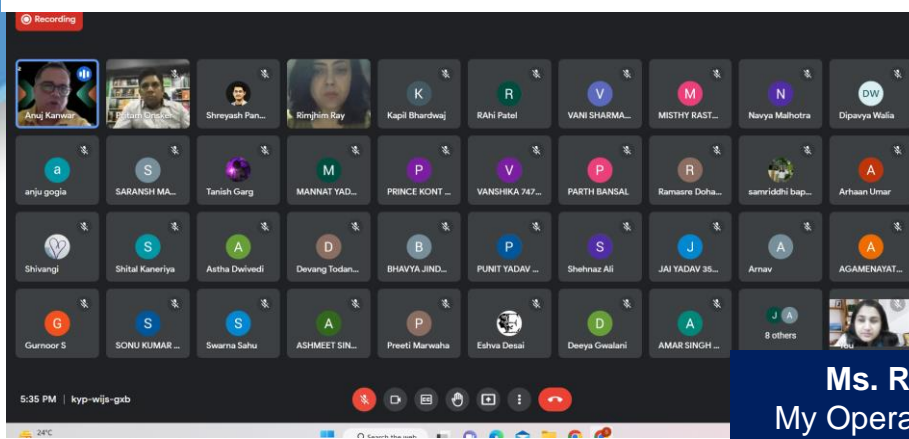 Recording
Anuj Kanwar
Shreyash Pan...
Rimjhim Ray
K
Kapil Bhardwaj
R
RAhi Patel
V
VANI SHARMA...
M
MISTHY RAST...
N
Navya Malhotra
DW
Dipavya Walia
a
anju gogia
S
SARANSH MA...
Tanish Garg
M
MANNAT YAD...
P
PRINCE KONT ...
V
VANSHIKA 747...
P
PARTH BANSAL
R
Ramasre Doha...
samriddhi bap...
A
Arhaan Umar
Shivangi
S
Shital Kaneriya
A
Astha Dwivedi
D
Devang Todan...
B
BHAVYA JIND...
P
PUNIT YADAV ...
S
Shehnaz Ali
J
JAI YADAV 35...
A
Arnav
A
AGAMENAYAT...
G
Gurnoor S
S
SONU KUMAR ...
S
Swarna Sahu
A
ASHMEET SIN...
P
Preeti Marwaha
Eshva Desai
D
Deeya Gwalani
A
AMAR SINGH ...
J A
8 others
You
5:35 PM | kyp-wijs-gxb
Ms. R
My Opera
24°C
Search the web